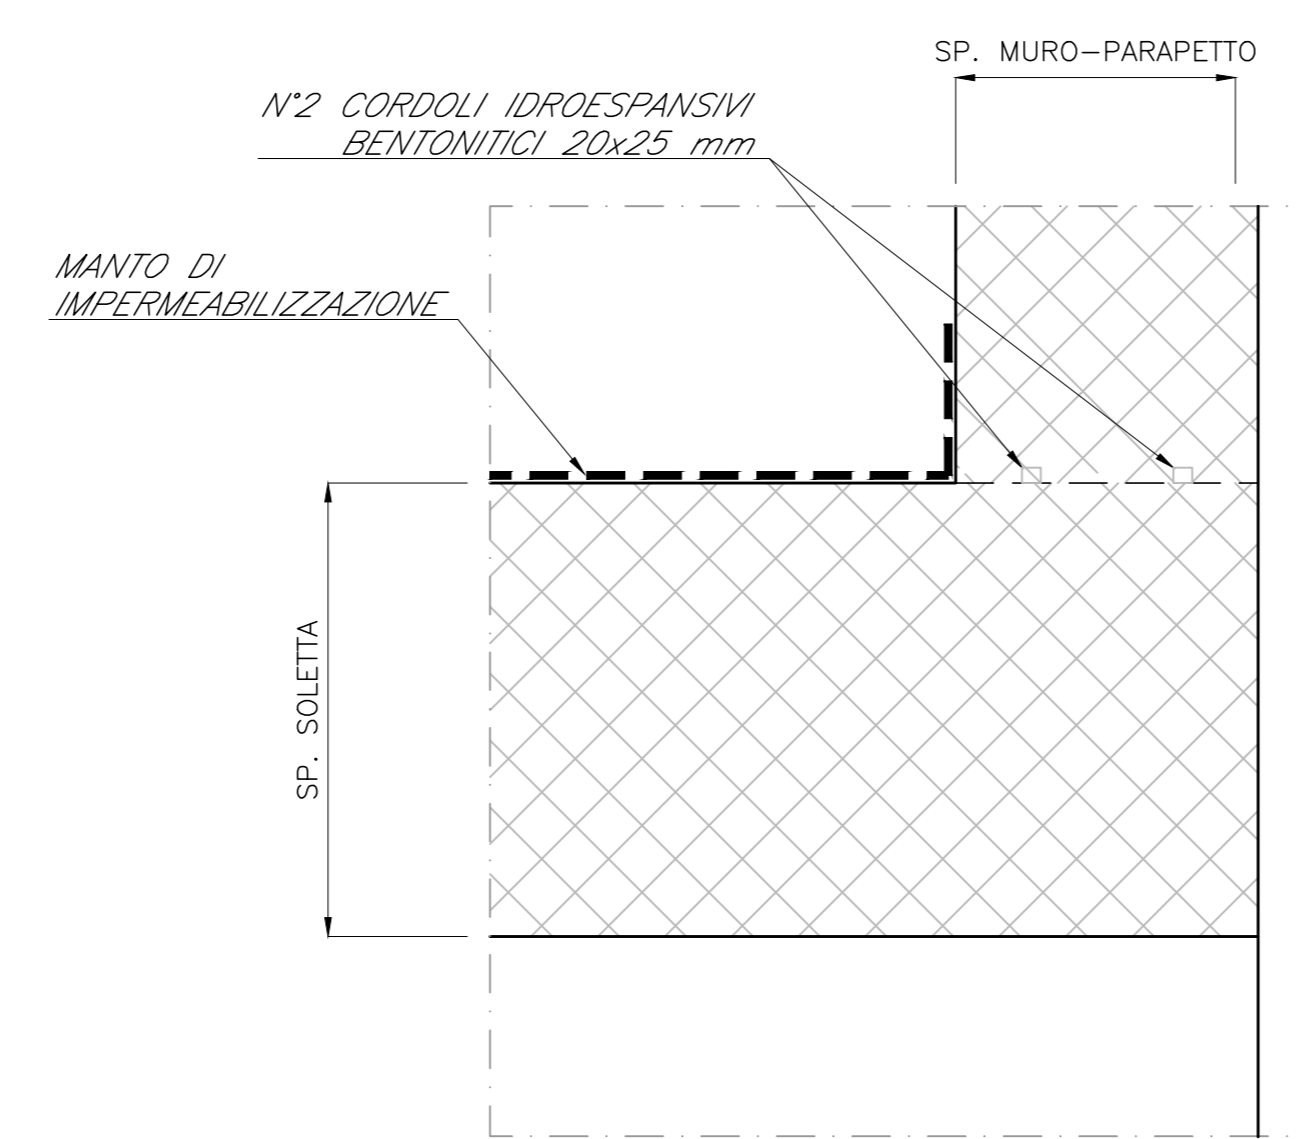 SP. MURO-PARAPETTO
N°2 CORDOLI IDROESPANSIVI
BENTONITICI 20x25 mm
MANTO DI
IMPERMEABILIZZAZIONE
SP. SOLETTA